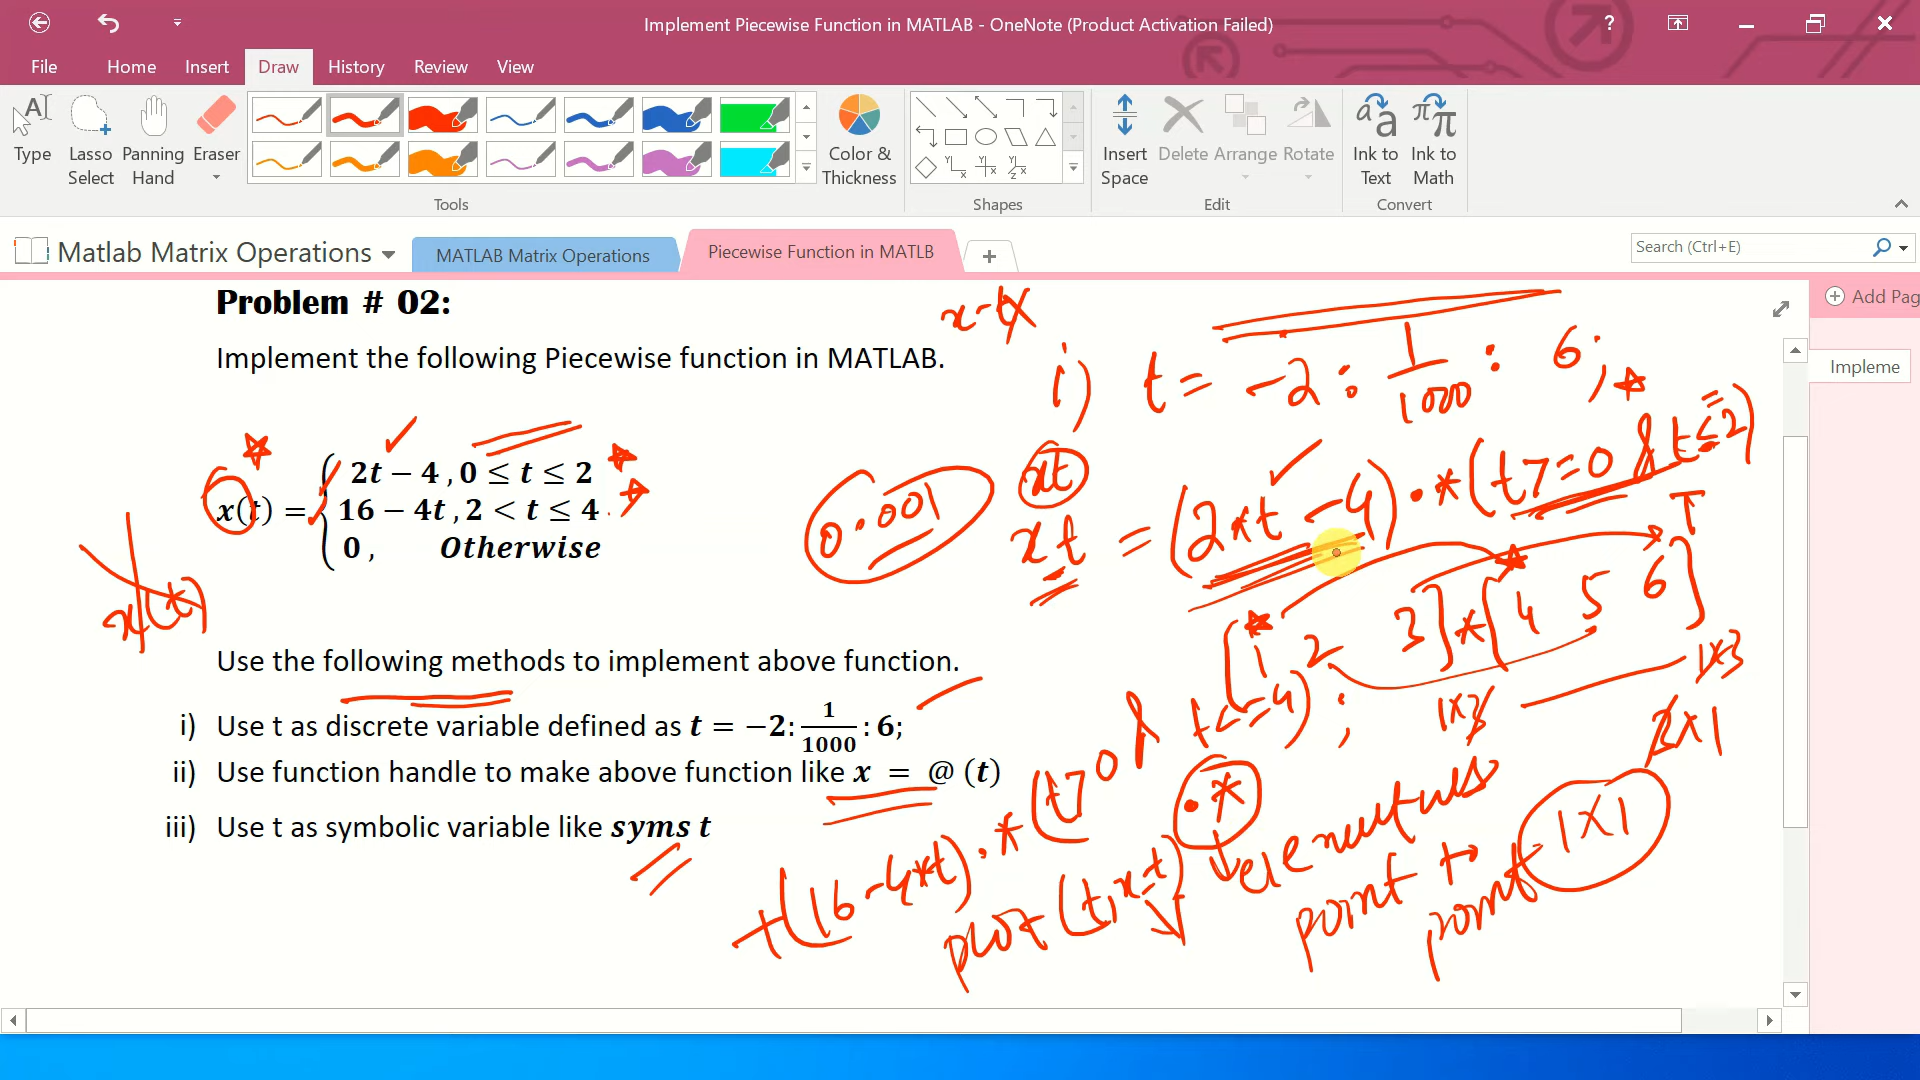 Implement Piecewise Function in MATLAB - OneNote (Product Activation Failed)
File Home Insert Draw History Review View
Type
Lasso Select
Panning Hand
Eraser
Color & Thickness
Insert Space
Delete
Arrange
Rotate
Ink to Text
Ink to Math
Tools
Shapes
Edit
Convert
Matlab Matrix Operations
MATLAB Matrix Operations
Piecewise Function in MATLB
Search (Ctrl+E)
Add Pag
Impleme
Problem # 02:
Implement the following Piecewise function in MATLAB.
x(t) = { 2t − 4 , 0 ≤ t ≤ 2
16 − 4t , 2 < t ≤ 4
0, Otherwise
x(t)
Use the following methods to implement above function.
i) Use t as discrete variable defined as t = −2: 1/1000 : 6;
ii) Use function handle to make above function like x = @ (t)
iii) Use t as symbolic variable like syms t
x-t
i) t = -2 : 1/1000 : 6;
0.001
xt
xt = (2*t - 4) .* (t>=0 & t<=2)
[1 2 3] * [4 5 6]
1x3
1x3
1x1
+(16-4*t) .* (t>0 & t<=4);
.*
plot(t,xt)
point to point